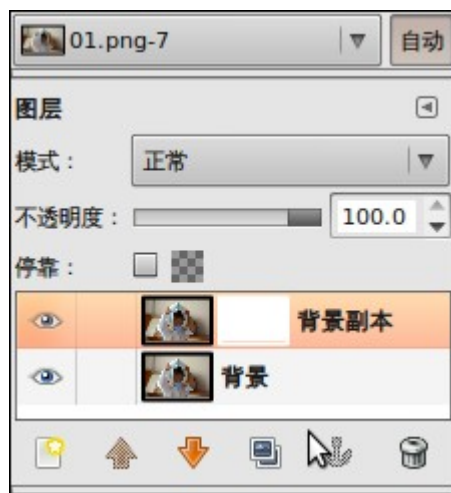 01.png-7
自动
图层
模式：
正常
不透明度：
100.0
停靠：
背景副本
背景